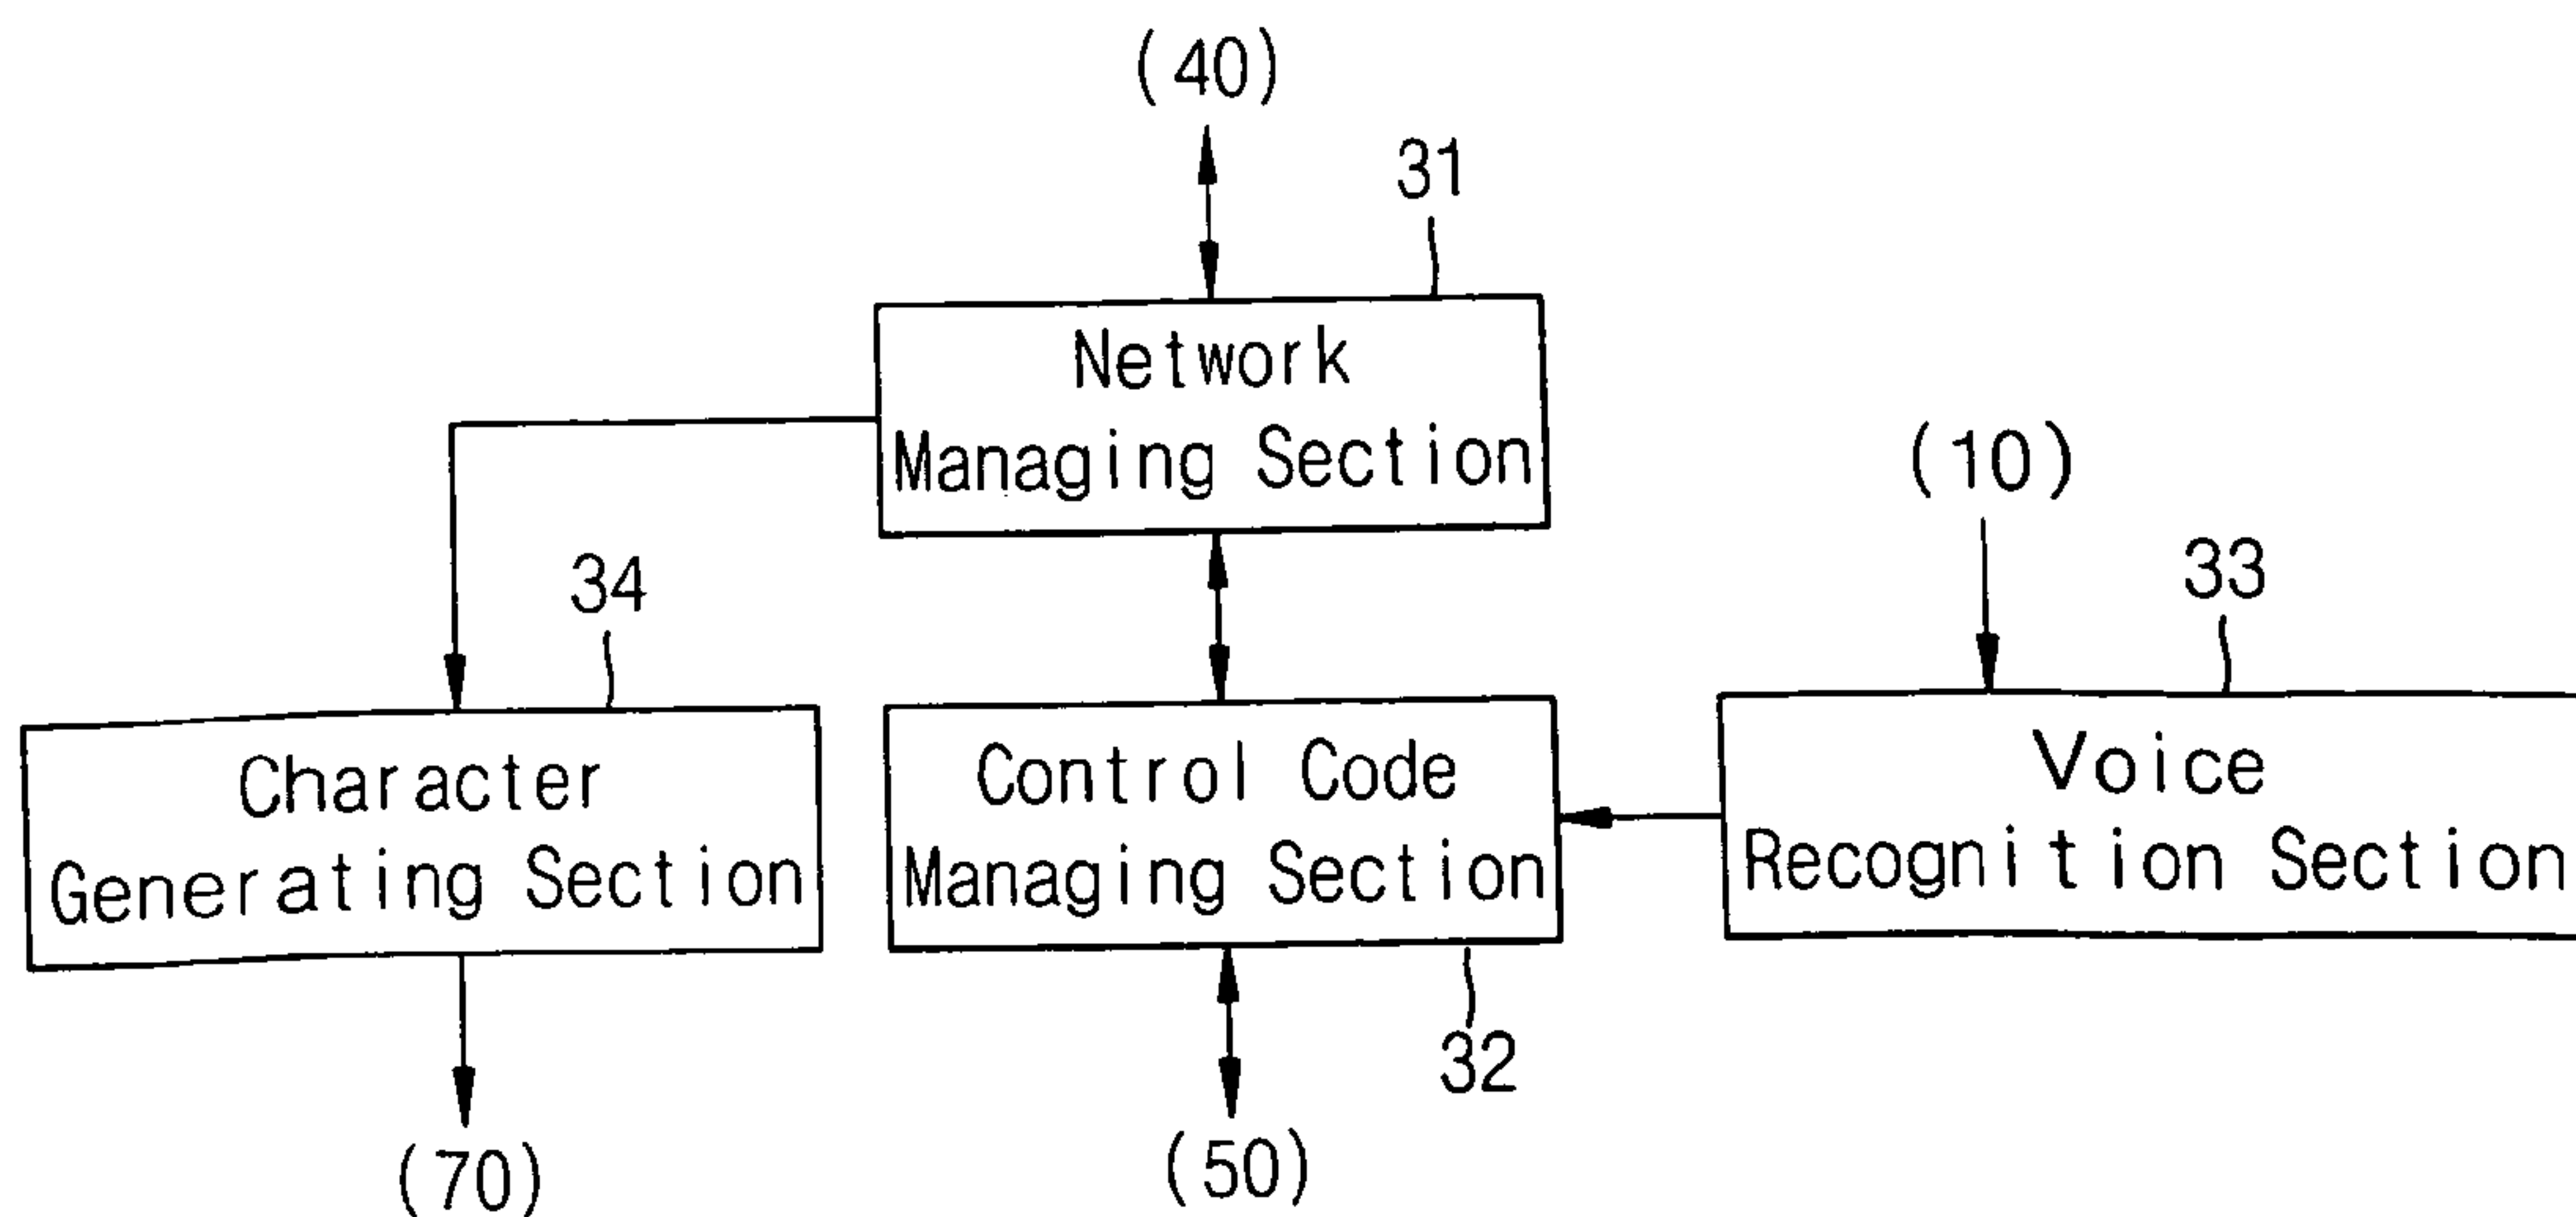 (40)
31
Network
Managing Section
(10)
34
33
Character
Generating Section
Control Code
Managing Section
Voice
Recognition Section
32
(70)
(50)